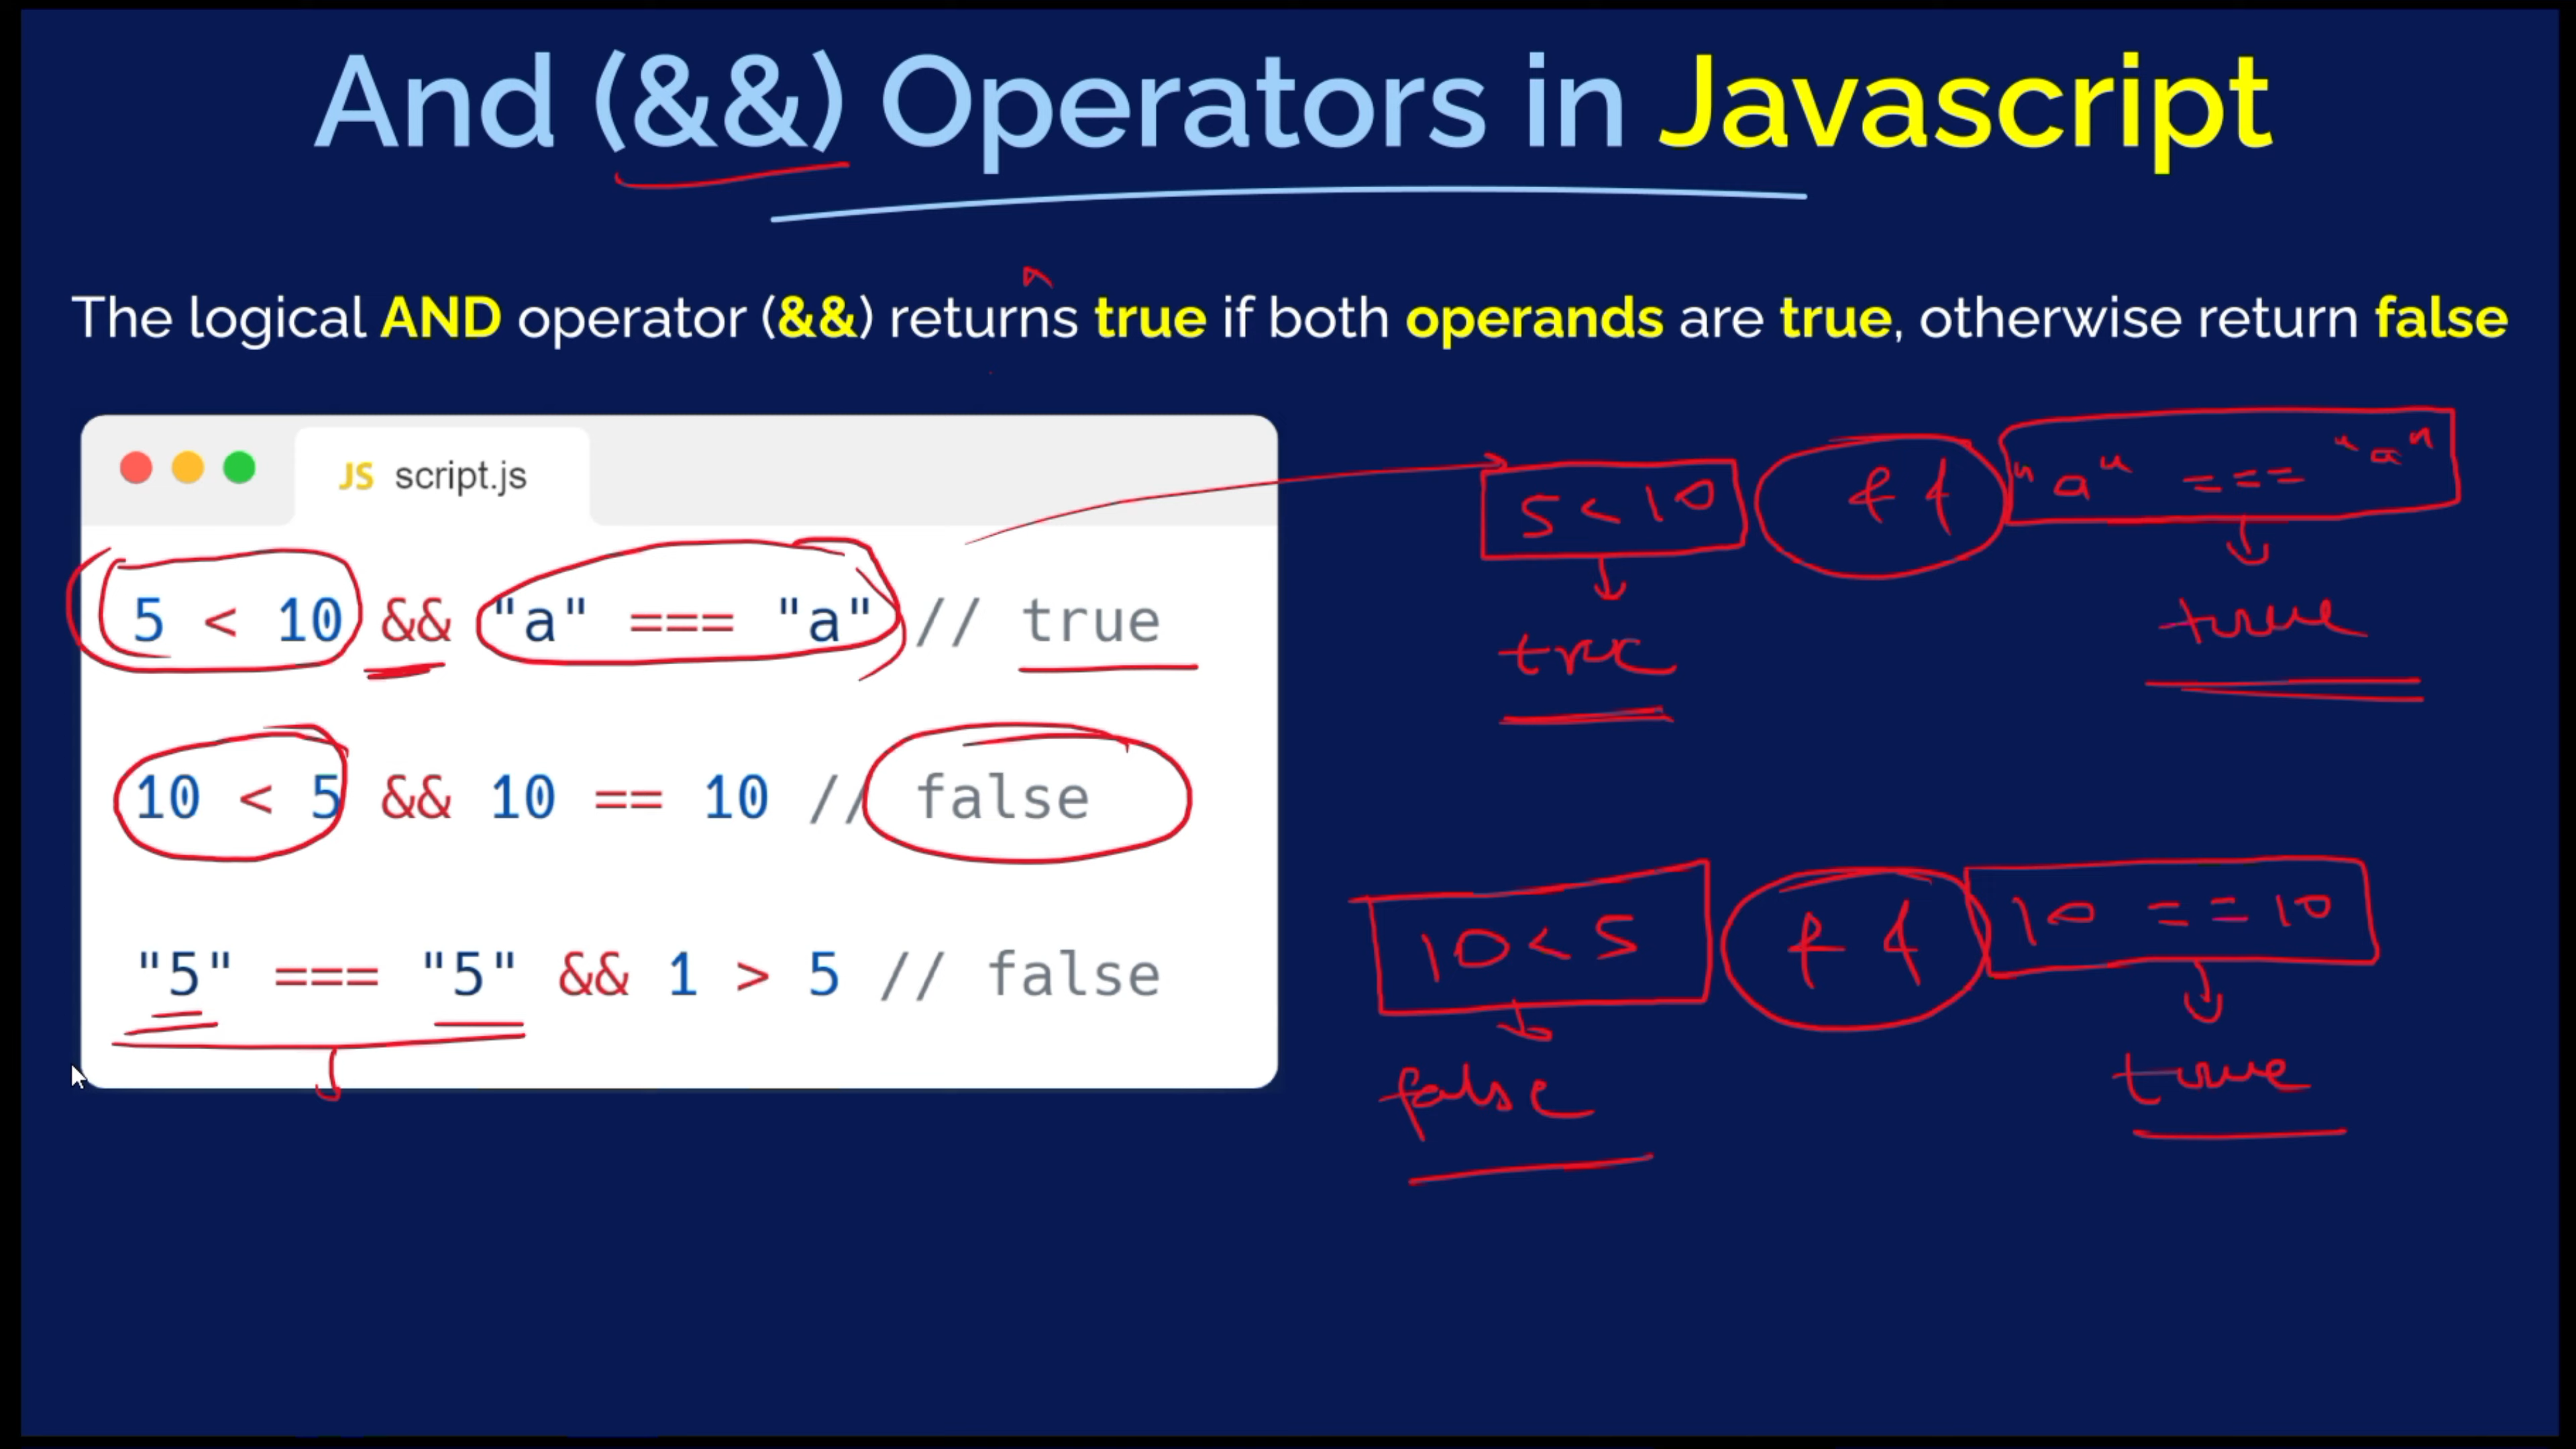 And (&&) Operators in Javascript
The logical AND operator (&&) returns true if both operands are true, otherwise return false
JS script.js
5 < 10 && "a" === "a" // true
10 < 5 && 10 == 10 // false
"5" === "5" && 1 > 5 // false
5 < 10 && "a" === "a"
true true
10 < 5 && 10 == 10
false true